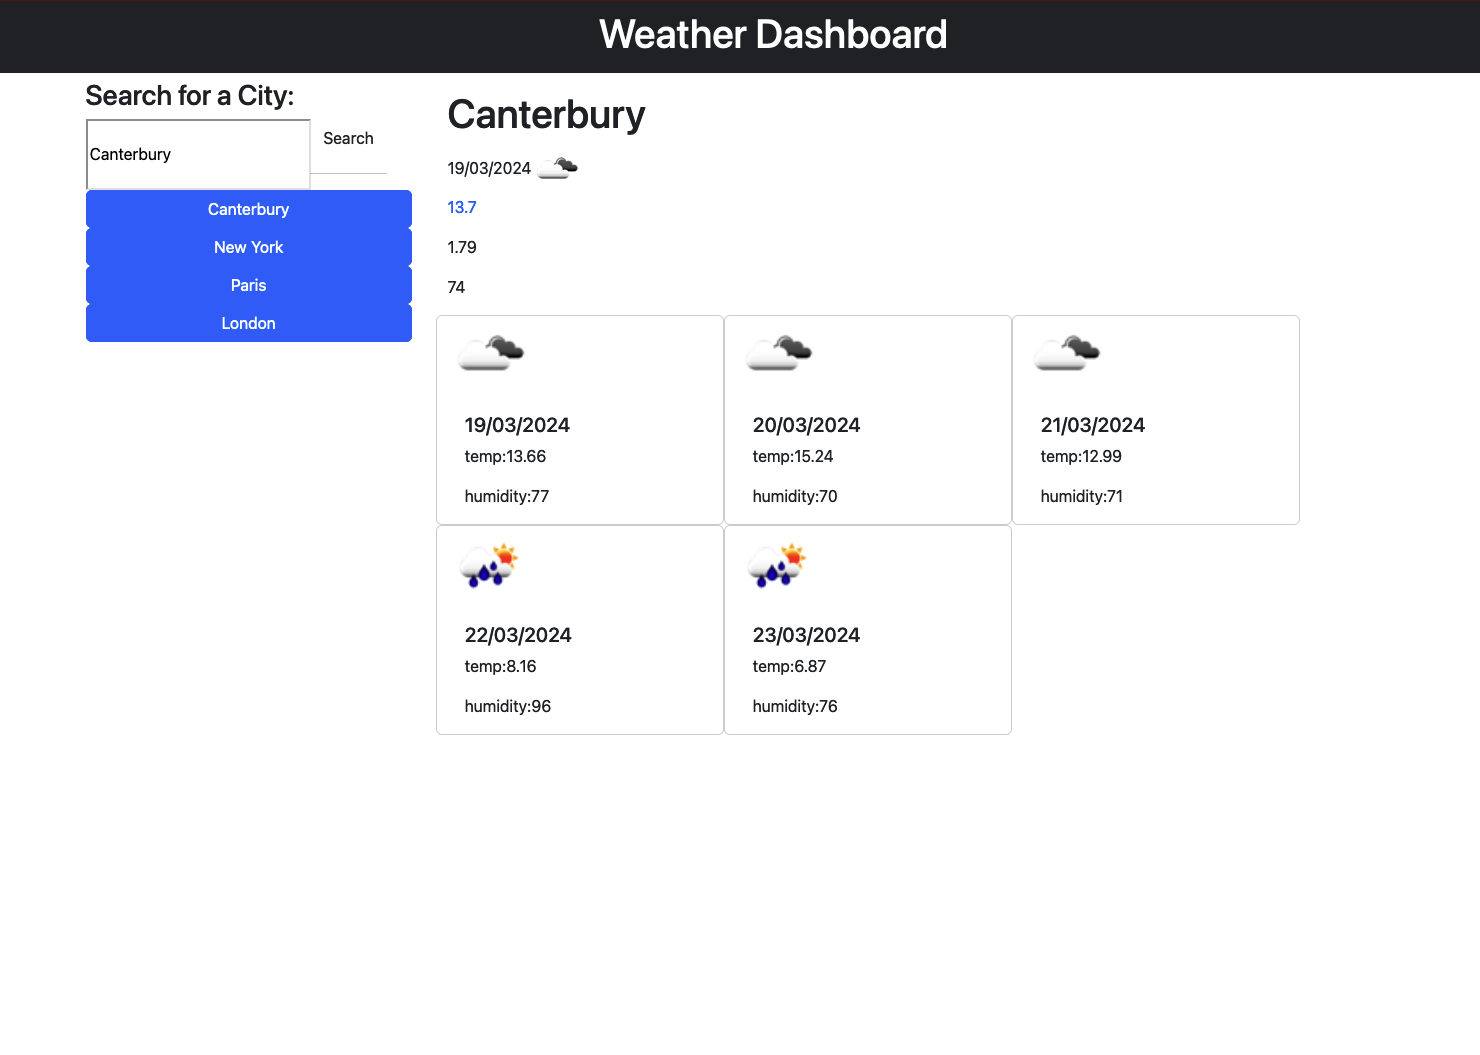 Weather Dashboard
Search for a City:
Canterbury
Search
Canterbury
New York
Paris
London
Canterbury
19/03/2024
13.7
1.79
74
19/03/2024
temp:13.66
humidity:77
20/03/2024
temp:15.24
humidity:70
21/03/2024
temp:12.99
humidity:71
22/03/2024
temp:8.16
humidity:96
23/03/2024
temp:6.87
humidity:76